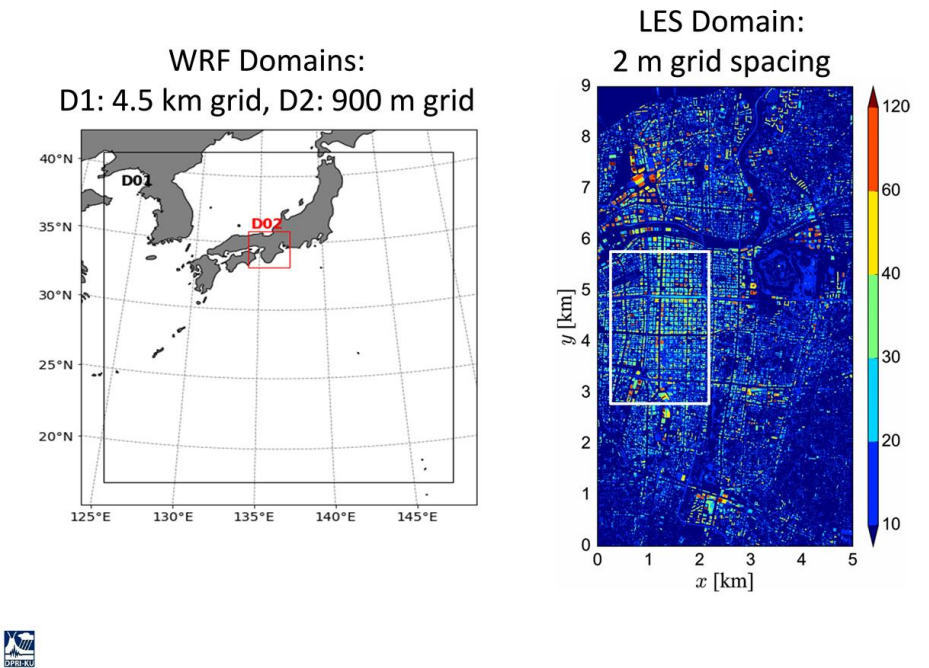 WRF Domains:
D1: 4.5 km grid, D2: 900 m grid
40°N
35°N
30°N
25°N
20°N
125°E
130°E
135°E
140°E
145°E
D01
D02
LES Domain:
2 m grid spacing
9
8
7
6
5
4
3
2
1
0
y [km]
0
1
2
3
4
5
x [km]
120
60
40
30
20
10
DPRI-KU